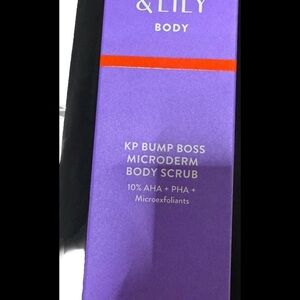 & LILY
BODY
KP BUMP BOSS
MICRODERM
BODY SCRUB
10% AHA + PHA +
Microexfoliants